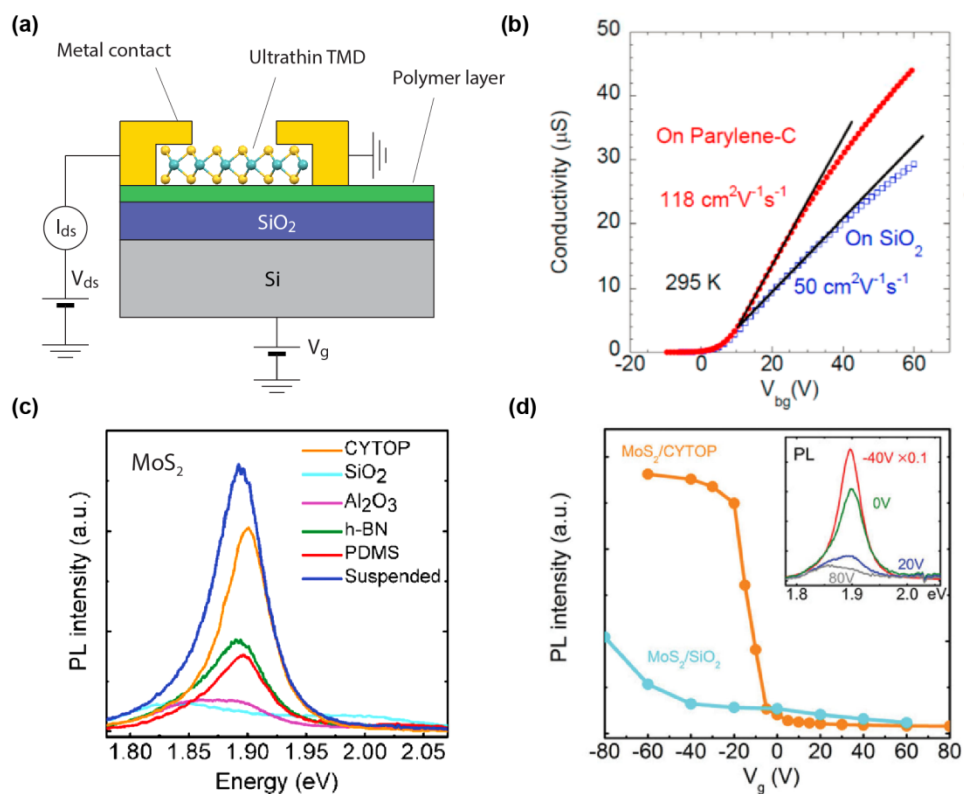 (a)
Metal contact
Ultrathin TMD
Polymer layer
SiO2
Si
Ids
Vds
Vg
(b)
Conductivity (µS)
50
40
30
20
10
0
On Parylene-C
118 cm²V⁻¹s⁻¹
On SiO2
50 cm²V⁻¹s⁻¹
295 K
-20 0 20 40 60 80
Vbg(V)
(c)
MoS2
CYTOP
SiO2
Al2O3
h-BN
PDMS
Suspended
PL intensity (a.u.)
1.80 1.85 1.90 1.95 2.00 2.05
Energy (eV)
(d)
MoS2/CYTOP
MoS2/SiO2
PL intensity (a.u.)
PL
-40V ×0.1
0V
20V
80V
1.8 1.9 2.0 eV
-80 -60 -40 -20 0 20 40 60 80
Vg (V)